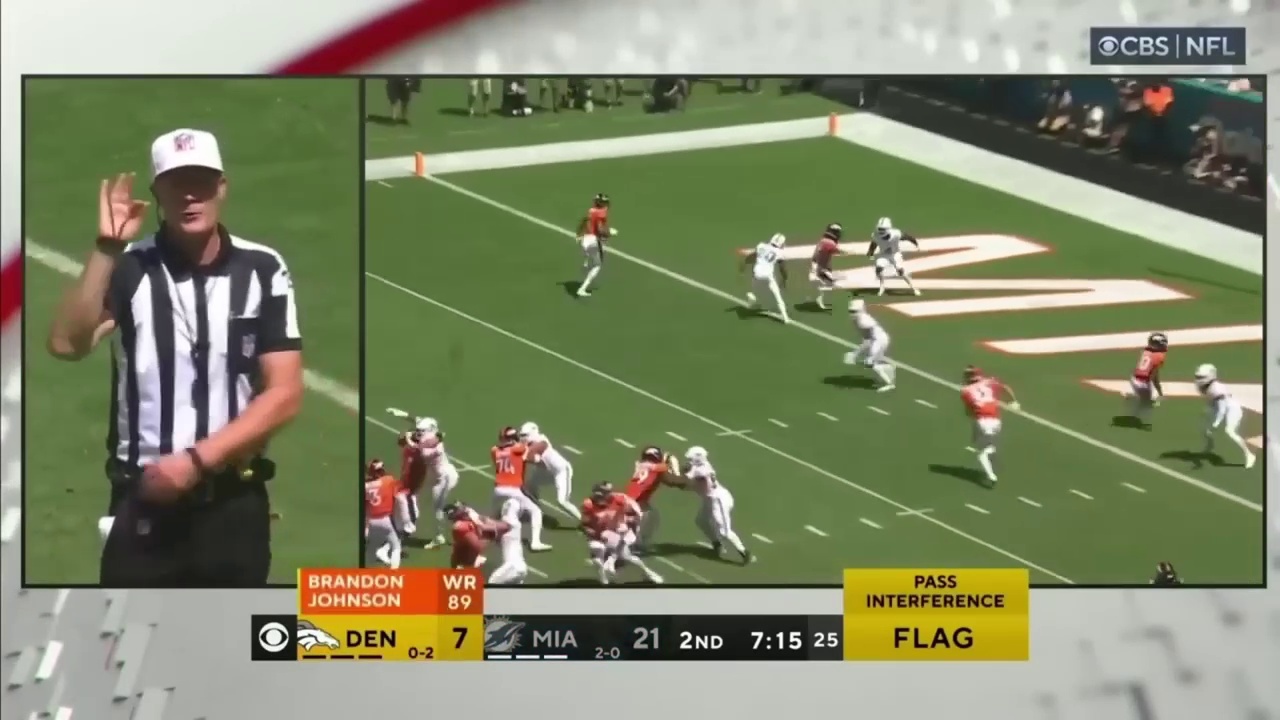 CBS | NFL
NFL
74
BRANDON JOHNSON
WR 89
DEN
0-2
7
MIA
2-0
21
2ND
7:15
25
PASS
INTERFERENCE
FLAG